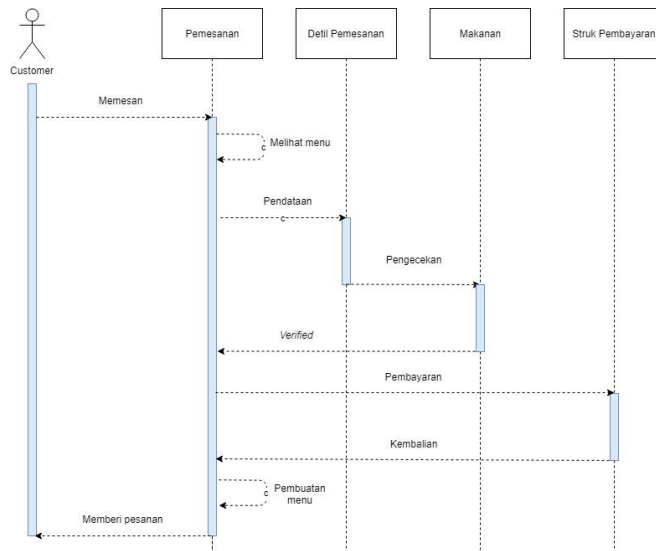 Pemesanan
Detil Pemesanan
Makanan
Struk Pembayaran
Customer
Memesan
c Melihat menu
Pendataan
c
Pengecekan
Verified
Pembayaran
Kembalian
c Pembuatan
menu
Memberi pesanan